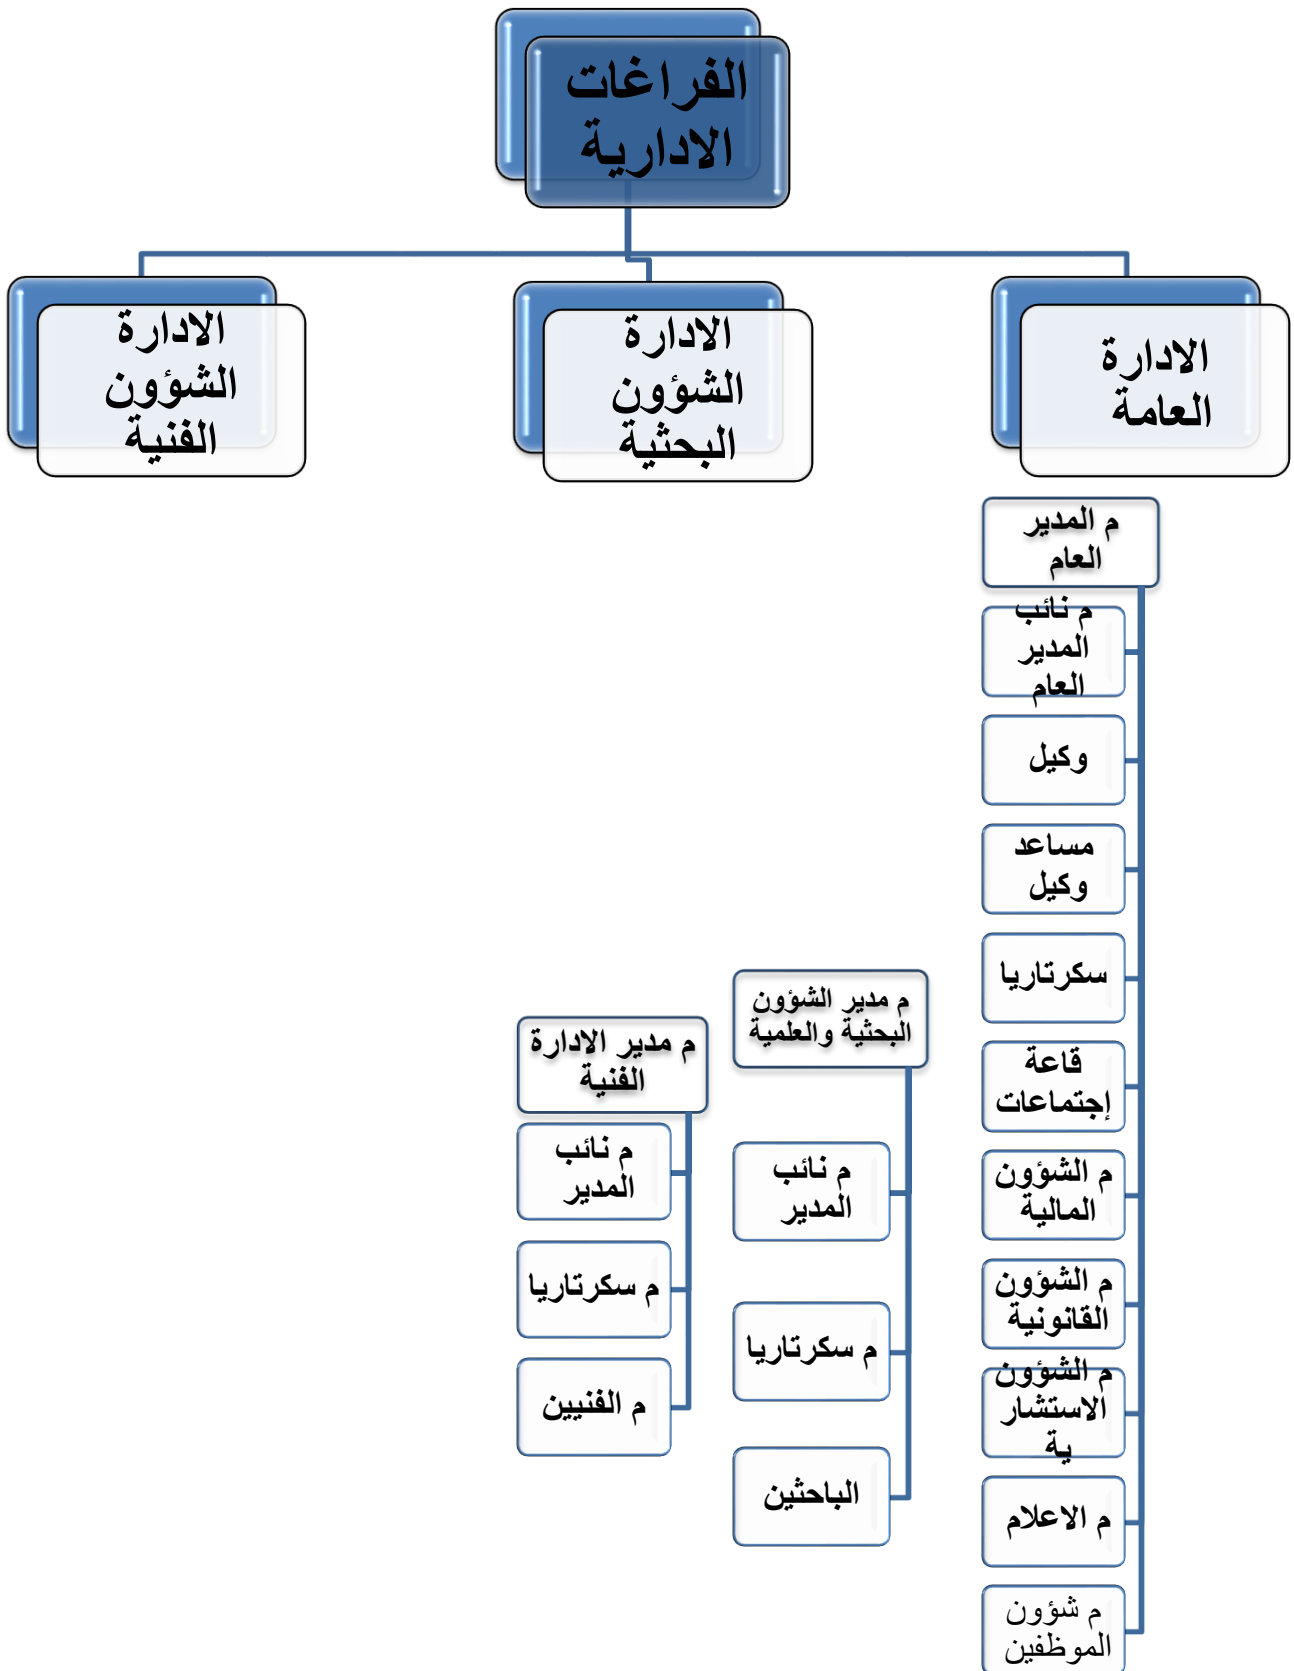 الفراغات
الادارية
الادارة
العامة
الادارة
الشؤون
البحثية
الادارة
الشؤون
الفنية
م المدير
العام
م نائب
المدير
العام
وكيل
مساعد
وكيل
سكرتاريا
قاعة
إجتماعات
م الشؤون
المالية
م الشؤون
القانونية
م الشؤون
الاستشار
ية
م الاعلام
م شؤون
الموظفين
م مدير الشؤون
البحثية والعلمية
م نائب
المدير
م سكرتاريا
الباحثين
م مدير الادارة
الفنية
م نائب
المدير
م سكرتاريا
م الفنيين